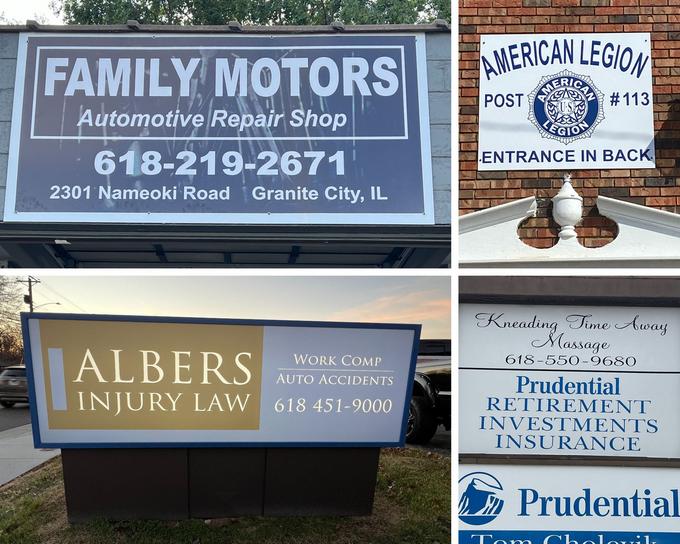 FAMILY MOTORS
Automotive Repair Shop
618-219-2671
2301 Nameoki Road Granite City, IL
AMERICAN LEGION
POST #113
AMERICAN
U.S.
LEGION
ENTRANCE IN BACK
ALBERS
INJURY LAW
WORK COMP
AUTO ACCIDENTS
618 451-9000
Kneading Time Away
Massage
618-550-9680
Prudential
RETIREMENT
INVESTMENTS
INSURANCE
Prudential
Tom